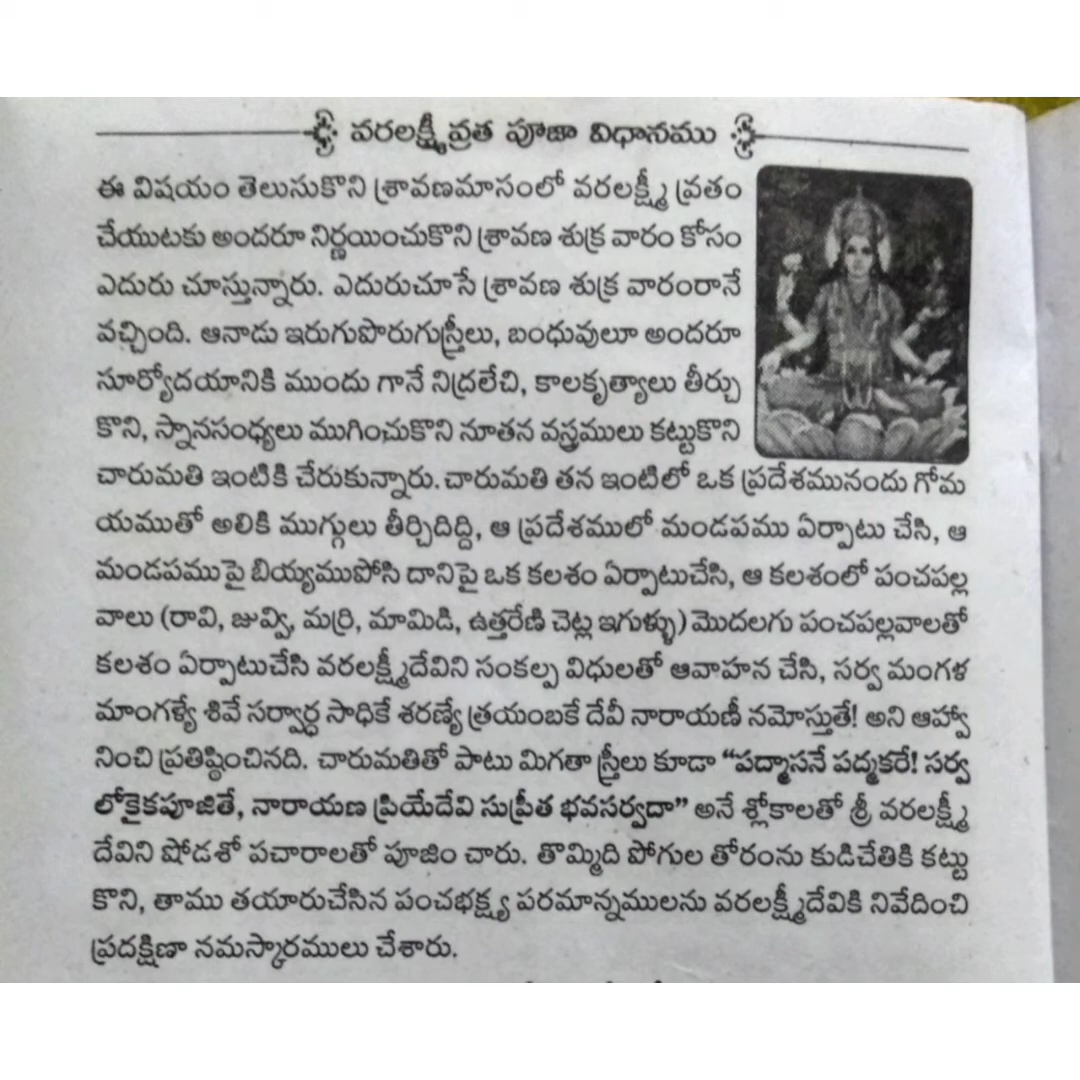 వరలక్ష్మీవ్రత పూజా విధానము
ఈ విషయం తెలుసుకొని శ్రావణమాసంలో వరలక్ష్మీ వ్రతం
చేయుటకు అందరూ నిర్ణయించుకొని శ్రావణ శుక్ర వారం కోసం
ఎదురు చూస్తున్నారు. ఎదురుచూసే శ్రావణ శుక్ర వారంరానే
వచ్చింది. ఆనాడు ఇరుగుపొరుగుస్త్రీలు, బంధువులూ అందరూ
సూర్యోదయానికి ముందు గానే నిద్రలేచి, కాలకృత్యాలు తీర్చు
కొని, స్నానసంధ్యలు ముగించుకొని నూతన వస్త్రములు కట్టుకొని
చారుమతి ఇంటికి చేరుకున్నారు. చారుమతి తన ఇంటిలో ఒక ప్రదేశమునందు గోమ
యముతో అలికి ముగ్గులు తీర్చిదిద్ది, ఆ ప్రదేశములో మండపము ఏర్పాటు చేసి, ఆ
మండపముపై బియ్యముపోసి దానిపై ఒక కలశం ఏర్పాటుచేసి, ఆ కలశంలో పంచపల్ల
వాలు (రావి, జువ్వి, మర్రి, మామిడి, ఉత్తరేణి చెట్ల ఇగుళ్ళు) మొదలగు పంచపల్లవాలతో
కలశం ఏర్పాటుచేసి వరలక్ష్మీదేవిని సంకల్ప విధులతో ఆవాహన చేసి, సర్వ మంగళ
మాంగళ్యే శివే సర్వార్ధ సాధికే శరణ్యే త్రయంబకే దేవీ నారాయణీ నమోస్తుతే! అని ఆహ్వా
నించి ప్రతిష్ఠించినది. చారుమతితో పాటు మిగతా స్త్రీలు కూడా “పద్మాసనే పద్మకరే! సర్వ
లోకైకపూజితే, నారాయణ ప్రియేదేవి సుప్రీత భవసర్వదా” అనే శ్లోకాలతో శ్రీ వరలక్ష్మీ
దేవిని షోడశో పచారాలతో పూజిం చారు. తొమ్మిది పోగుల తోరంను కుడిచేతికి కట్టు
కొని, తాము తయారుచేసిన పంచభక్ష్య పరమాన్నములను వరలక్ష్మీదేవికి నివేదించి
ప్రదక్షిణా నమస్కారములు చేశారు.